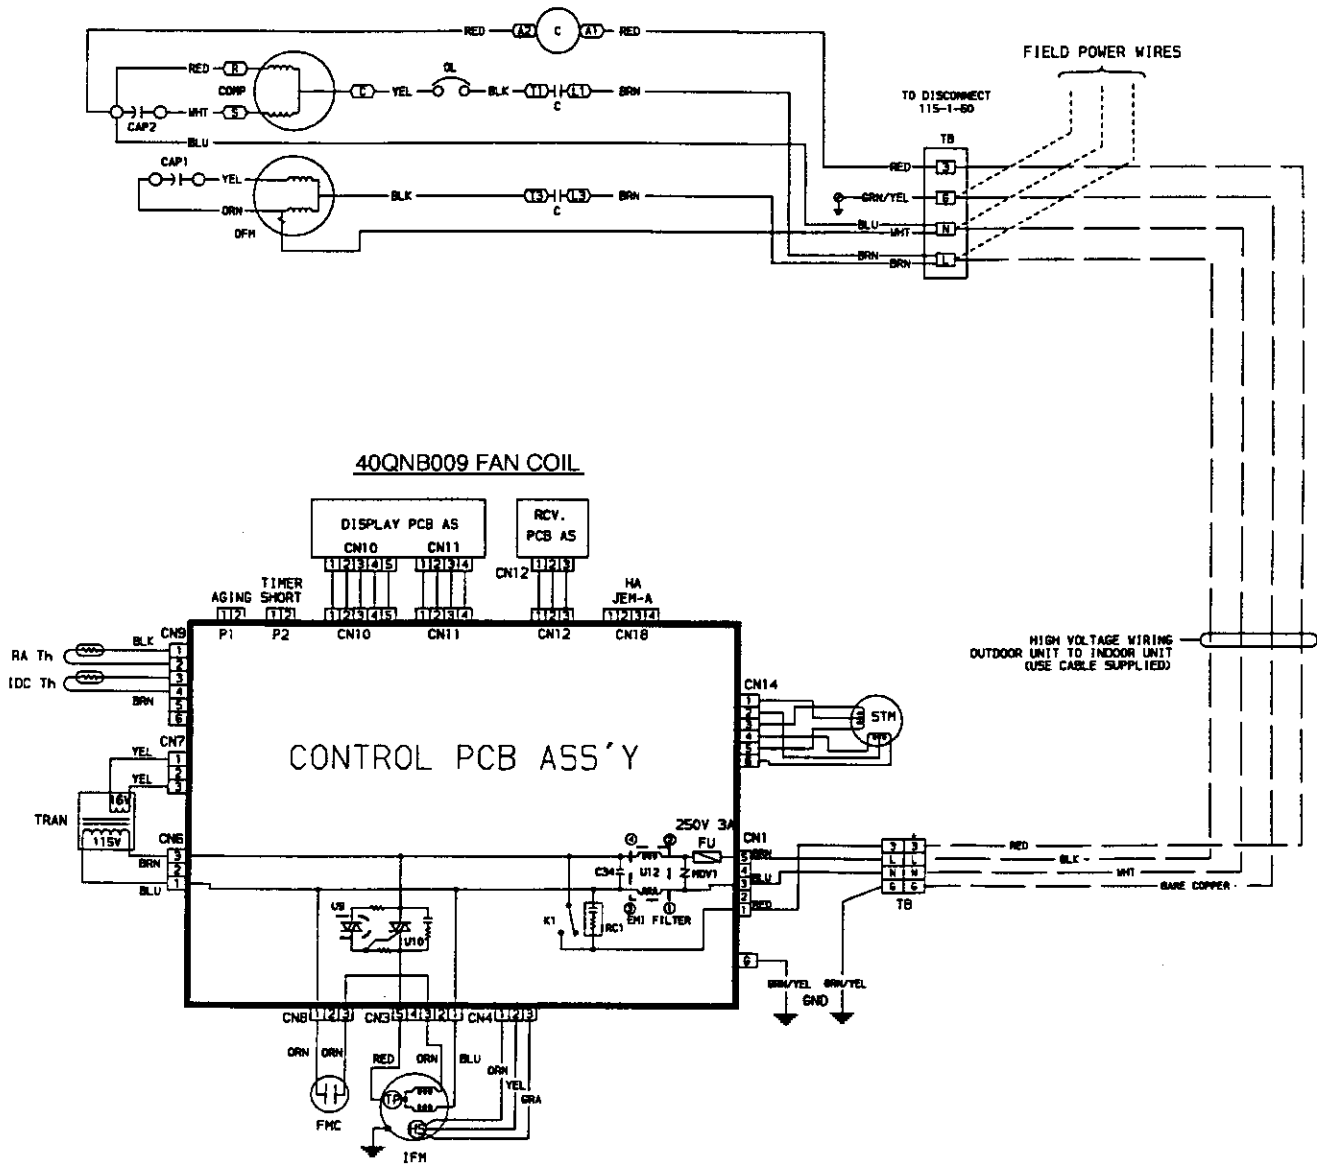 RED A2 C A1 RED
FIELD POWER WIRES
RED R
COMP
OL
C YEL BLK T1 L1 BRN
C
WHT S
CAP2
TO DISCONNECT
115-1-60
TB
BLU
CAP1
YEL
RED 3
BLK T3 L3 BRN
C
GRN/YEL G
ORN
OFM
BLU N
WHT
BRN
BRN L
40QNB009 FAN COIL
DISPLAY PCB AS
CN10 CN11
1 2 3 4 5 1 2 3 4
RCV.
PCB AS
CN12 1 2 3
AGING
TIMER
SHORT
HA
JEM-A
1 2 1 2 1 2 3 4 5 1 2 3 4 1 2 3 1 2 3 4
P1 P2 CN10 CN11 CN12 CN18
CN9
BLK 1
RA Th 2
3
IDC Th 4
BRN 5
6
HIGH VOLTAGE WIRING
OUTDOOR UNIT TO INDOOR UNIT
(USE CABLE SUPPLIED)
CN14
1
2
3
4
5
6
STM
CN7
YEL 1
2
YEL 3
CONTROL PCB ASS'Y
16V
TRAN
115V
CN6
BRN 3
2
BLU 1
250V 3A
FU
CN1
4 2
C34 U12 MOV1
3 1
EMI FILTER
K1 RC1
5 BRN
4
3 BLU
2
1 RED
3 3 RED
L L BLK
N N WHT
G G BARE COPPER
TB
U9
U10
G
GRN/YEL GRN/YEL
GND
CN8 1 2 3 CN3 5 4 3 2 1 CN4 1 2 3
ORN ORN RED ORN BLU ORN YEL GRA
TP
HS
FMC
IFM